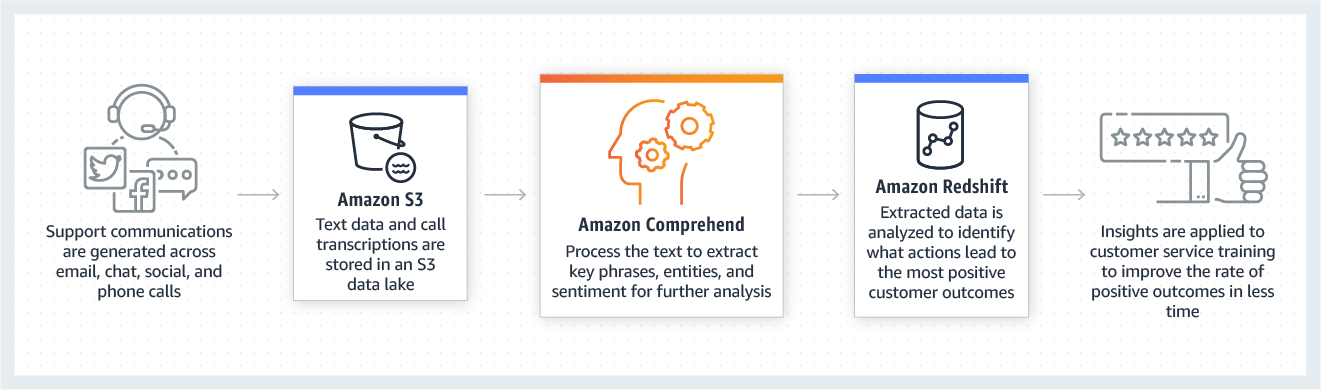 Support communications
are generated across
email, chat, social, and
phone calls
Amazon S3
Text data and call
transcriptions are
stored in an S3
data lake
Amazon Comprehend
Process the text to extract
key phrases, entities, and
sentiment for further analysis
Amazon Redshift
Extracted data is
analyzed to identify
what actions lead to
the most positive
customer outcomes
Insights are applied to
customer service training
to improve the rate of
positive outcomes in less
time